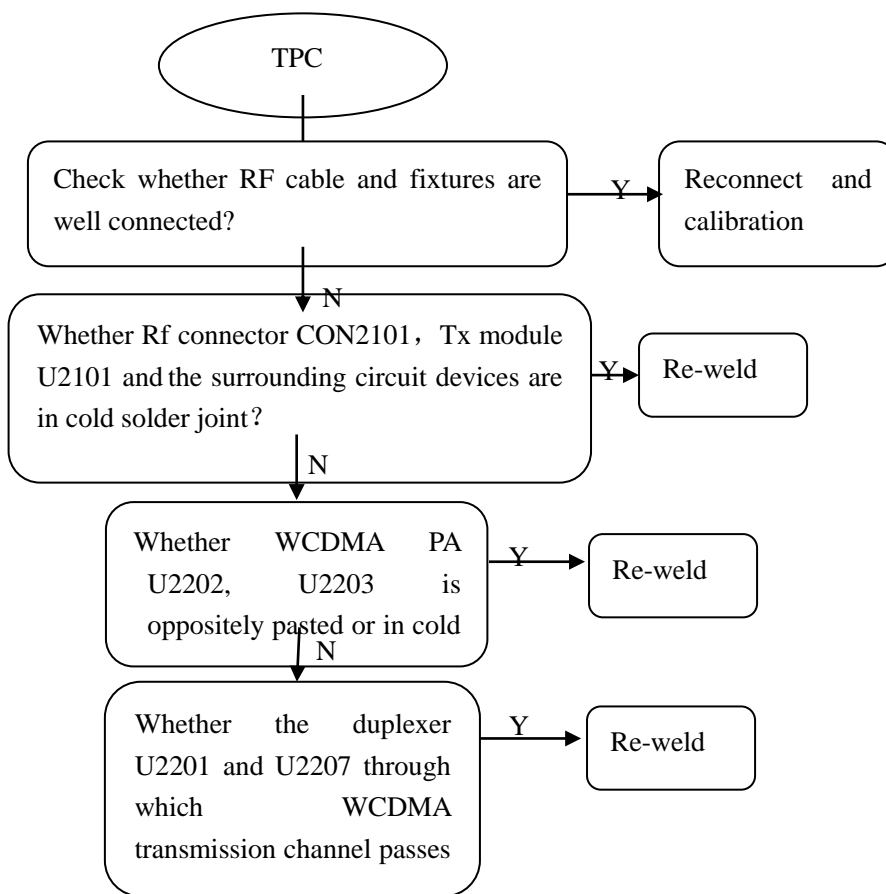 TPC
Check whether RF cable and fixtures are
well connected?
Y
Reconnect and
calibration
N
Whether Rf connector CON2101，Tx module
U2101 and the surrounding circuit devices are
in cold solder joint？
Y
Re-weld
N
Whether WCDMA PA
U2202, U2203 is
oppositely pasted or in cold
Y
Re-weld
N
Whether the duplexer
U2201 and U2207 through
which WCDMA
transmission channel passes
Y
Re-weld